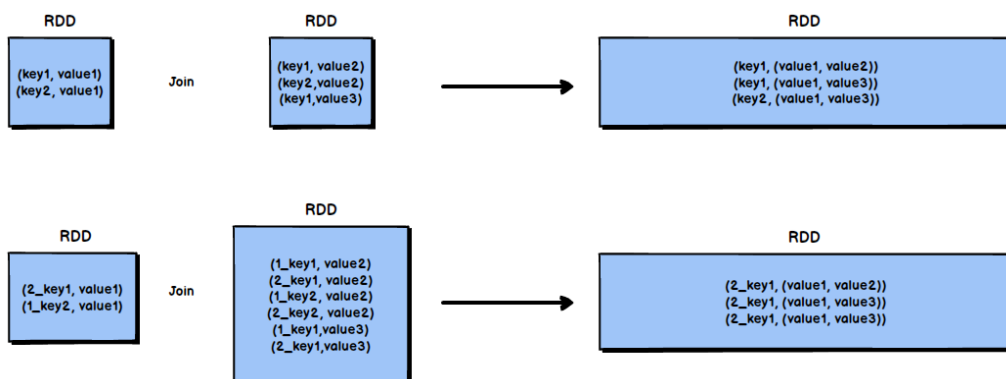 RDD
RDD
RDD
(key1, value1)
(key2, value1)
Join
(key1, value2)
(key2,value2)
(key1,value3)
(key1, (value1, value2))
(key1, (value1, value3))
(key2, (value1, value3))
RDD
RDD
RDD
(2_key1, value1)
(1_key2, value1)
Join
(1_key1, value2)
(2_key1, value2)
(1_key2, value2)
(2_key2, value2)
(1_key1,value3)
(2_key1,value3)
(2_key1, (value1, value2))
(2_key1, (value1, value3))
(2_key1, (value1, value3))